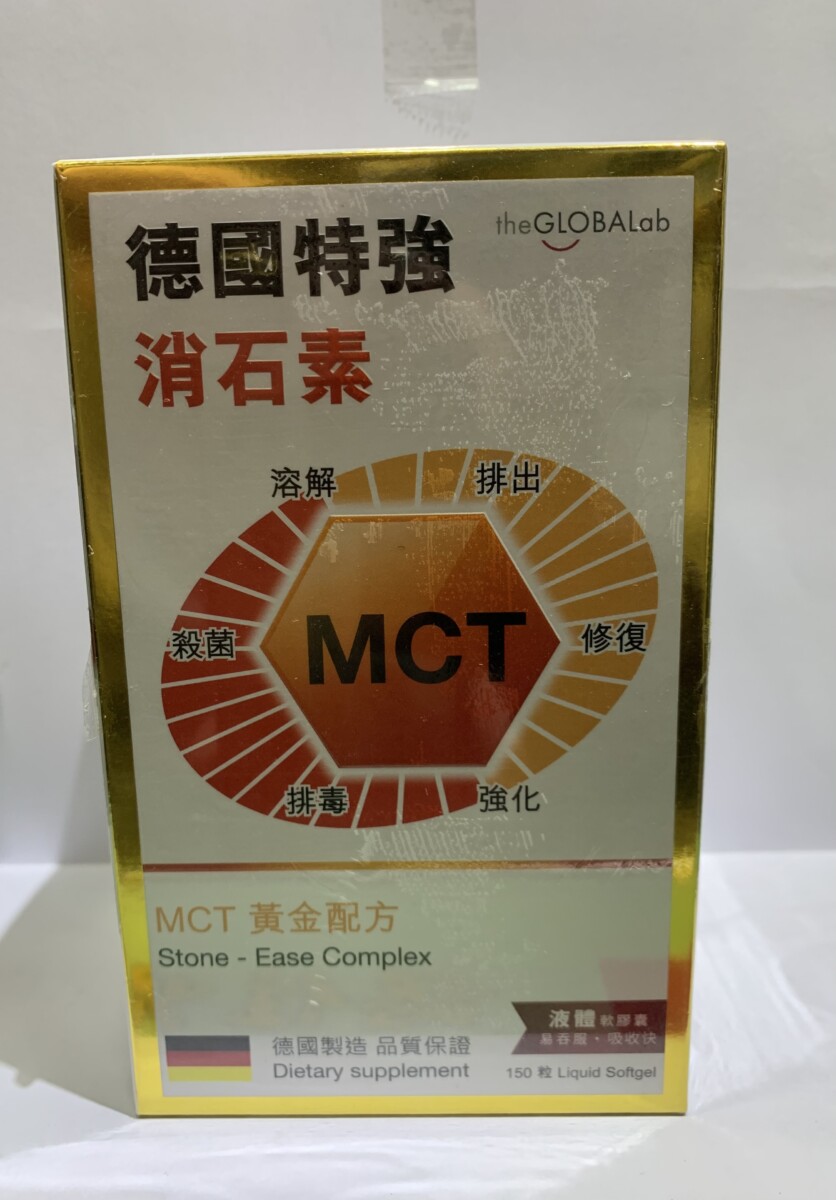 theGLOBALab
德國特強
消石素
溶解
排出
殺菌
MCT
修復
排毒
強化
MCT 黃金配方
Stone - Ease Complex
液體 軟膠囊
易吞服・吸收快
德國製造 品質保證
Dietary supplement
150 粒 Liquid Softgel